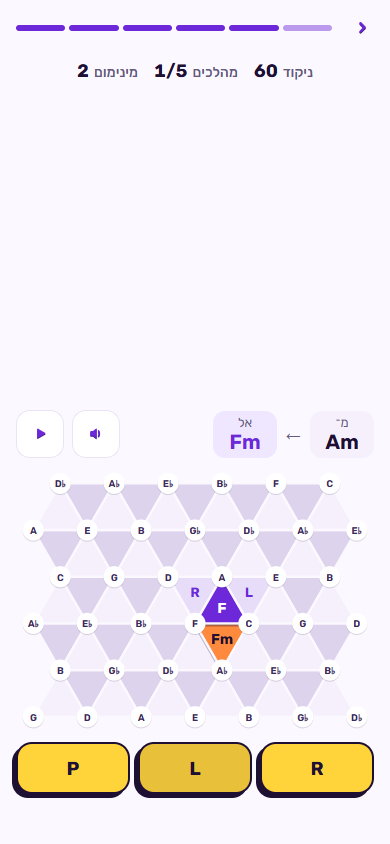 ניקוד 60 מהלכים 1/5 מינימום 2
מ־ Am ← אל Fm
D♭ A♭ E♭ B♭ F C
A E B G♭ D♭ A♭ E♭
C G D A E B
R L
F
A♭ E♭ B♭ F C G D
Fm
B G♭ D♭ A♭ E♭ B♭
G D A E B G♭ D♭
P L R